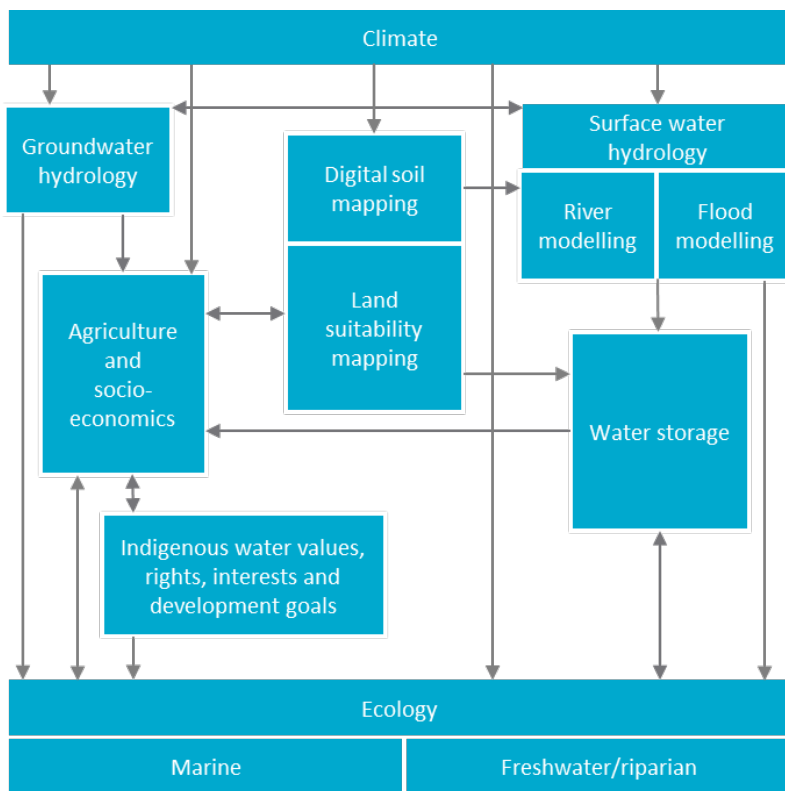 Climate
Groundwater
hydrology
Surface water
hydrology
Digital soil
mapping
River
modelling
Flood
modelling
Land
suitability
mapping
Agriculture
and
socio-
economics
Water storage
Indigenous water values,
rights, interests and
development goals
Ecology
Marine
Freshwater/riparian